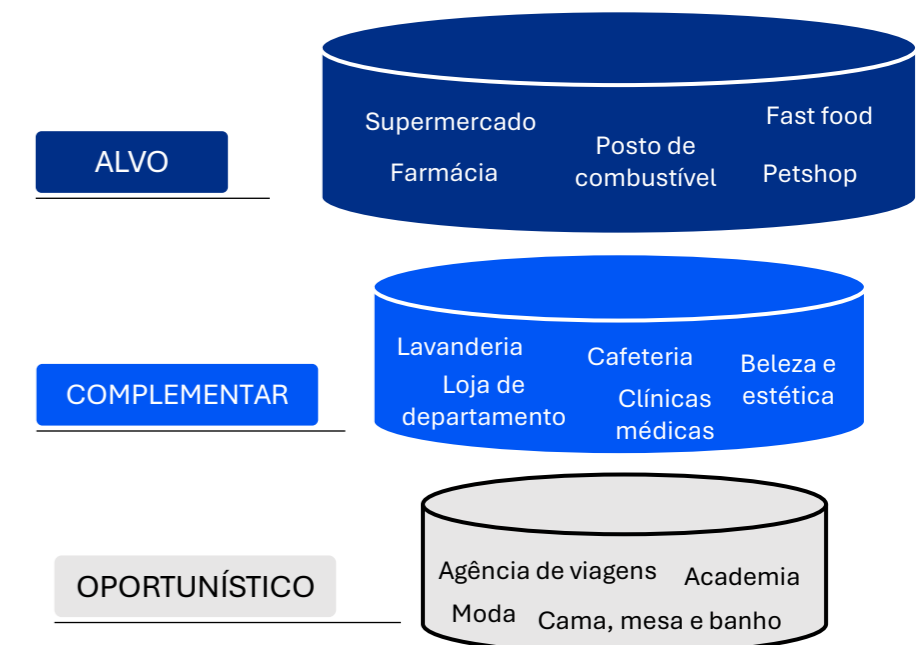 ALVO
Supermercado
Farmácia
Posto de
combustível
Fast food
Petshop
COMPLEMENTAR
Lavanderia
Loja de
departamento
Cafeteria
Clínicas
médicas
Beleza e
estética
OPORTUNÍSTICO
Agência de viagens
Academia
Moda
Cama, mesa e banho